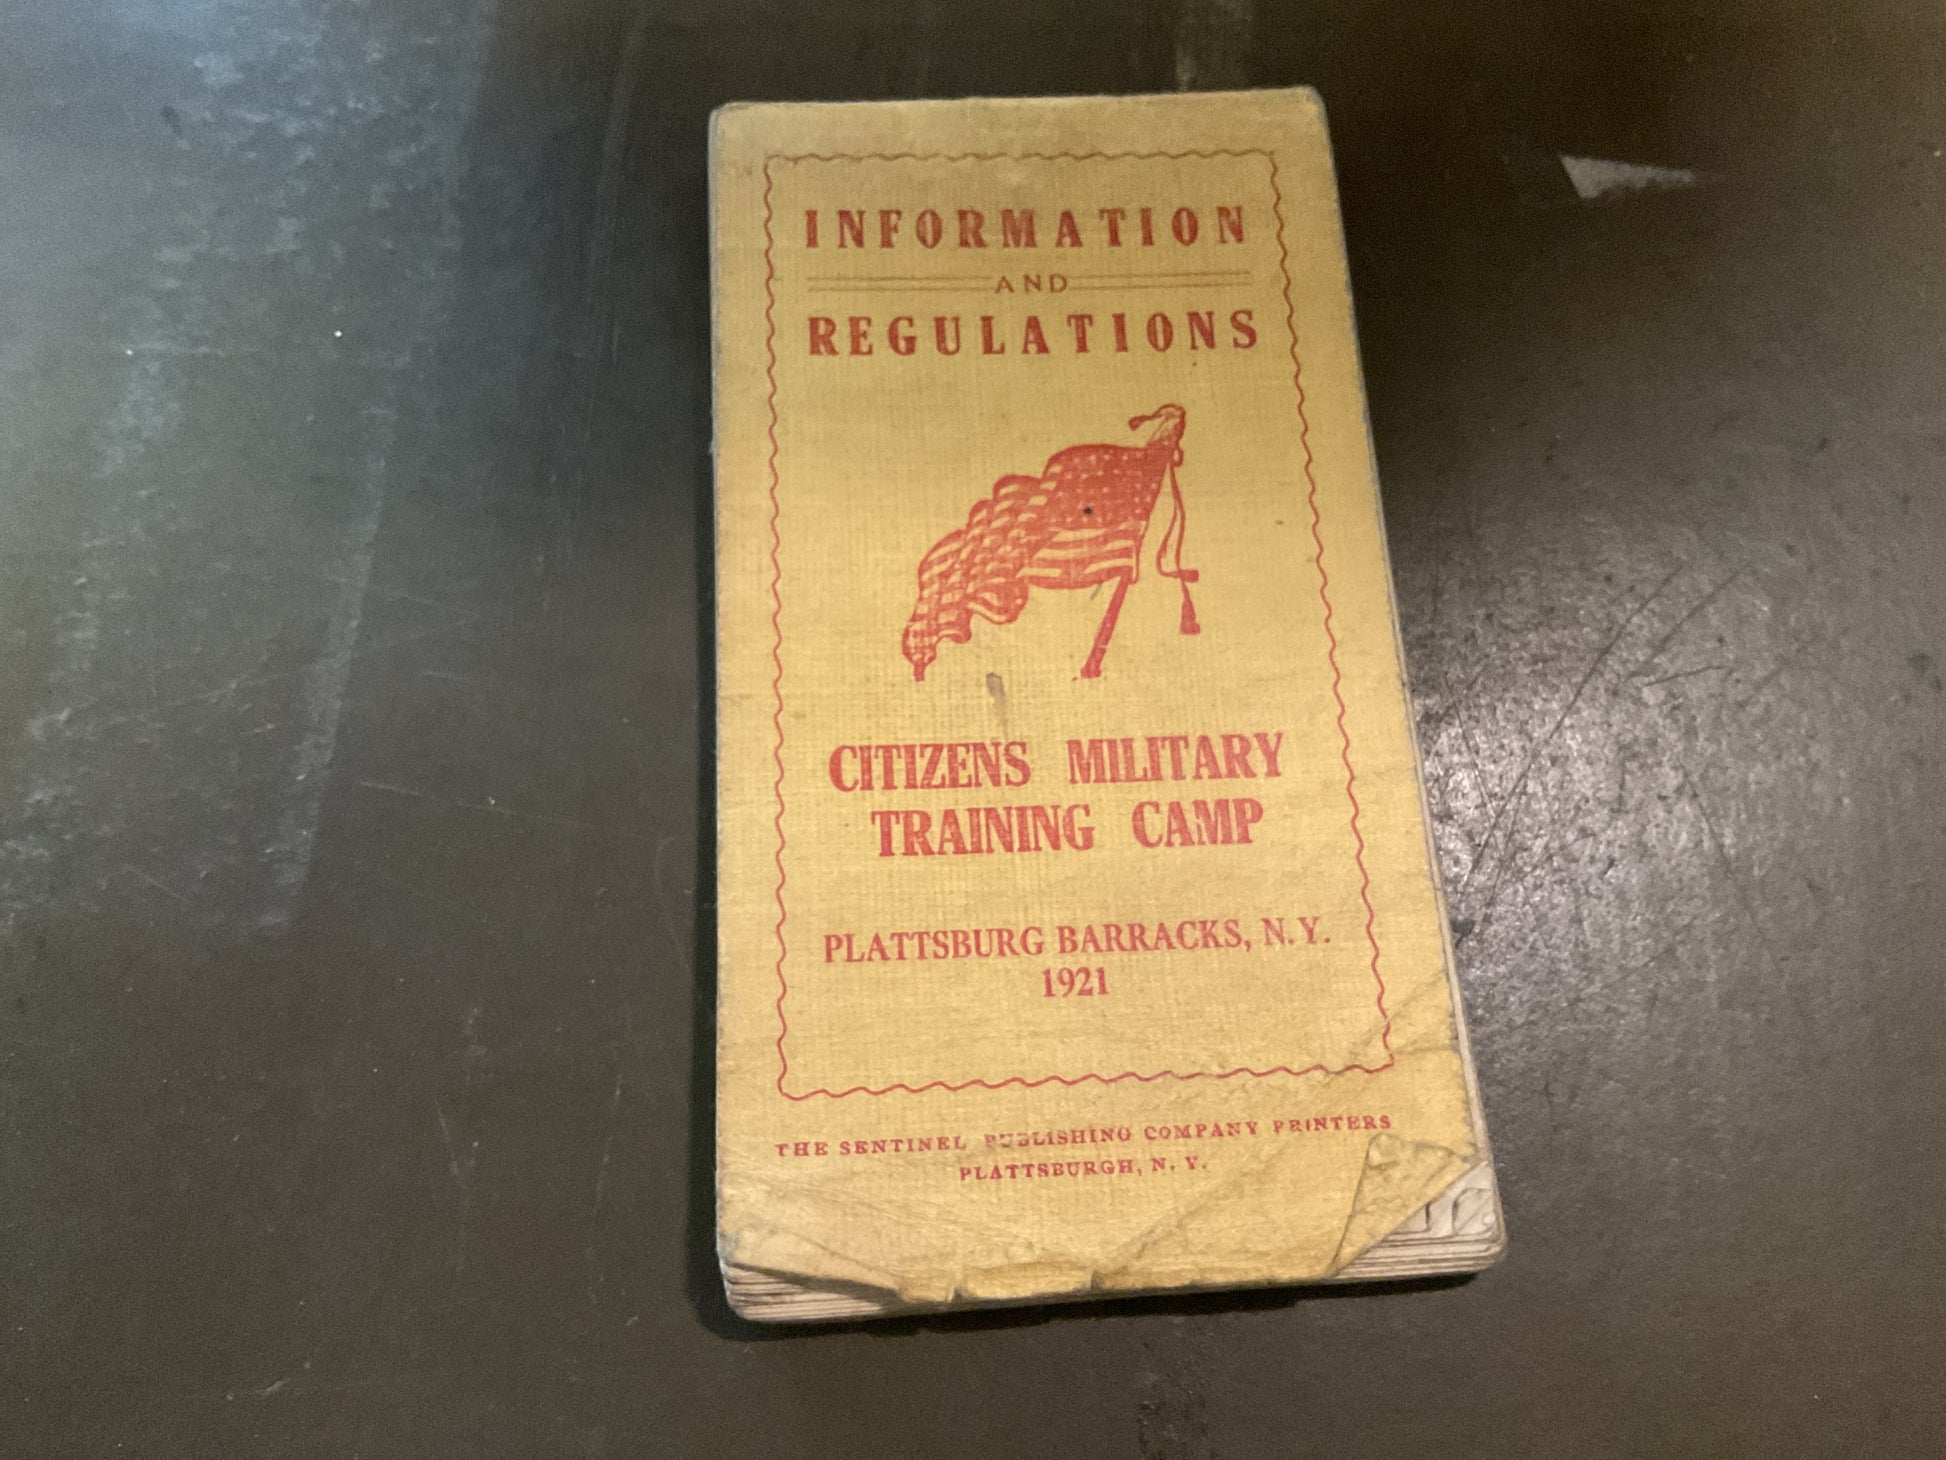 INFORMATION
AND
REGULATIONS
CITIZENS MILITARY
TRAINING CAMP
PLATTSBURG BARRACKS, N. Y.
1921
THE SENTINEL PUBLISHING COMPANY PRINTERS
PLATTSBURGH, N. Y.